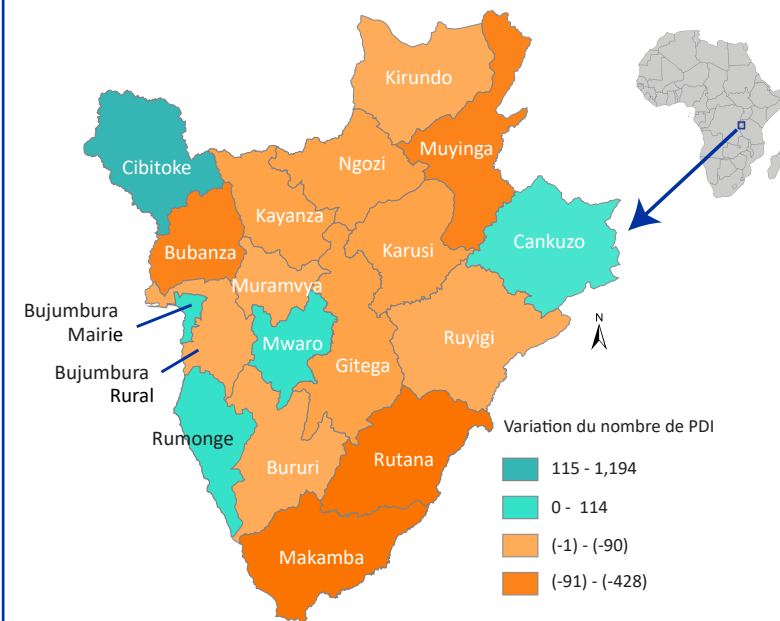 Kirundo
Muyinga
Ngozi
Cibitoke
Kayanza
Cankuzo
Karusi
Bubanza
Muramvya
Bujumbura
Mairie
Mwaro
Ruyigi
Gitega
Bujumbura
Rural
N
Rumonge
Bururi
Rutana
Makamba
Variation du nombre de PDI
115 - 1,194
0 - 114
(-1) - (-90)
(-91) - (-428)